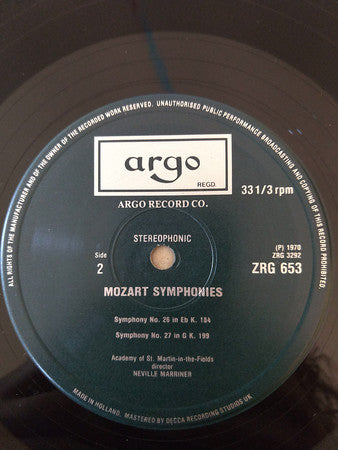 ALL RIGHTS OF THE MANUFACTURER AND OF THE OWNER OF THE RECORDED WORK RESERVED. UNAUTHORISED PUBLIC PERFORMANCE BROADCASTING AND COPYING OF THIS RECORD PROHIBITED.
argo
REGD.
33 1/3 rpm
ARGO RECORD CO.
STEREOPHONIC
Side
2
(P) 1970
ZRG 3292
ZRG 653
MOZART SYMPHONIES
Symphony No. 26 in Eb K. 184
Symphony No. 27 in G K. 199
Academy of St. Martin-in-the-Fields
director
NEVILLE MARRINER
MADE IN HOLLAND. MASTERED BY DECCA RECORDING STUDIOS UK